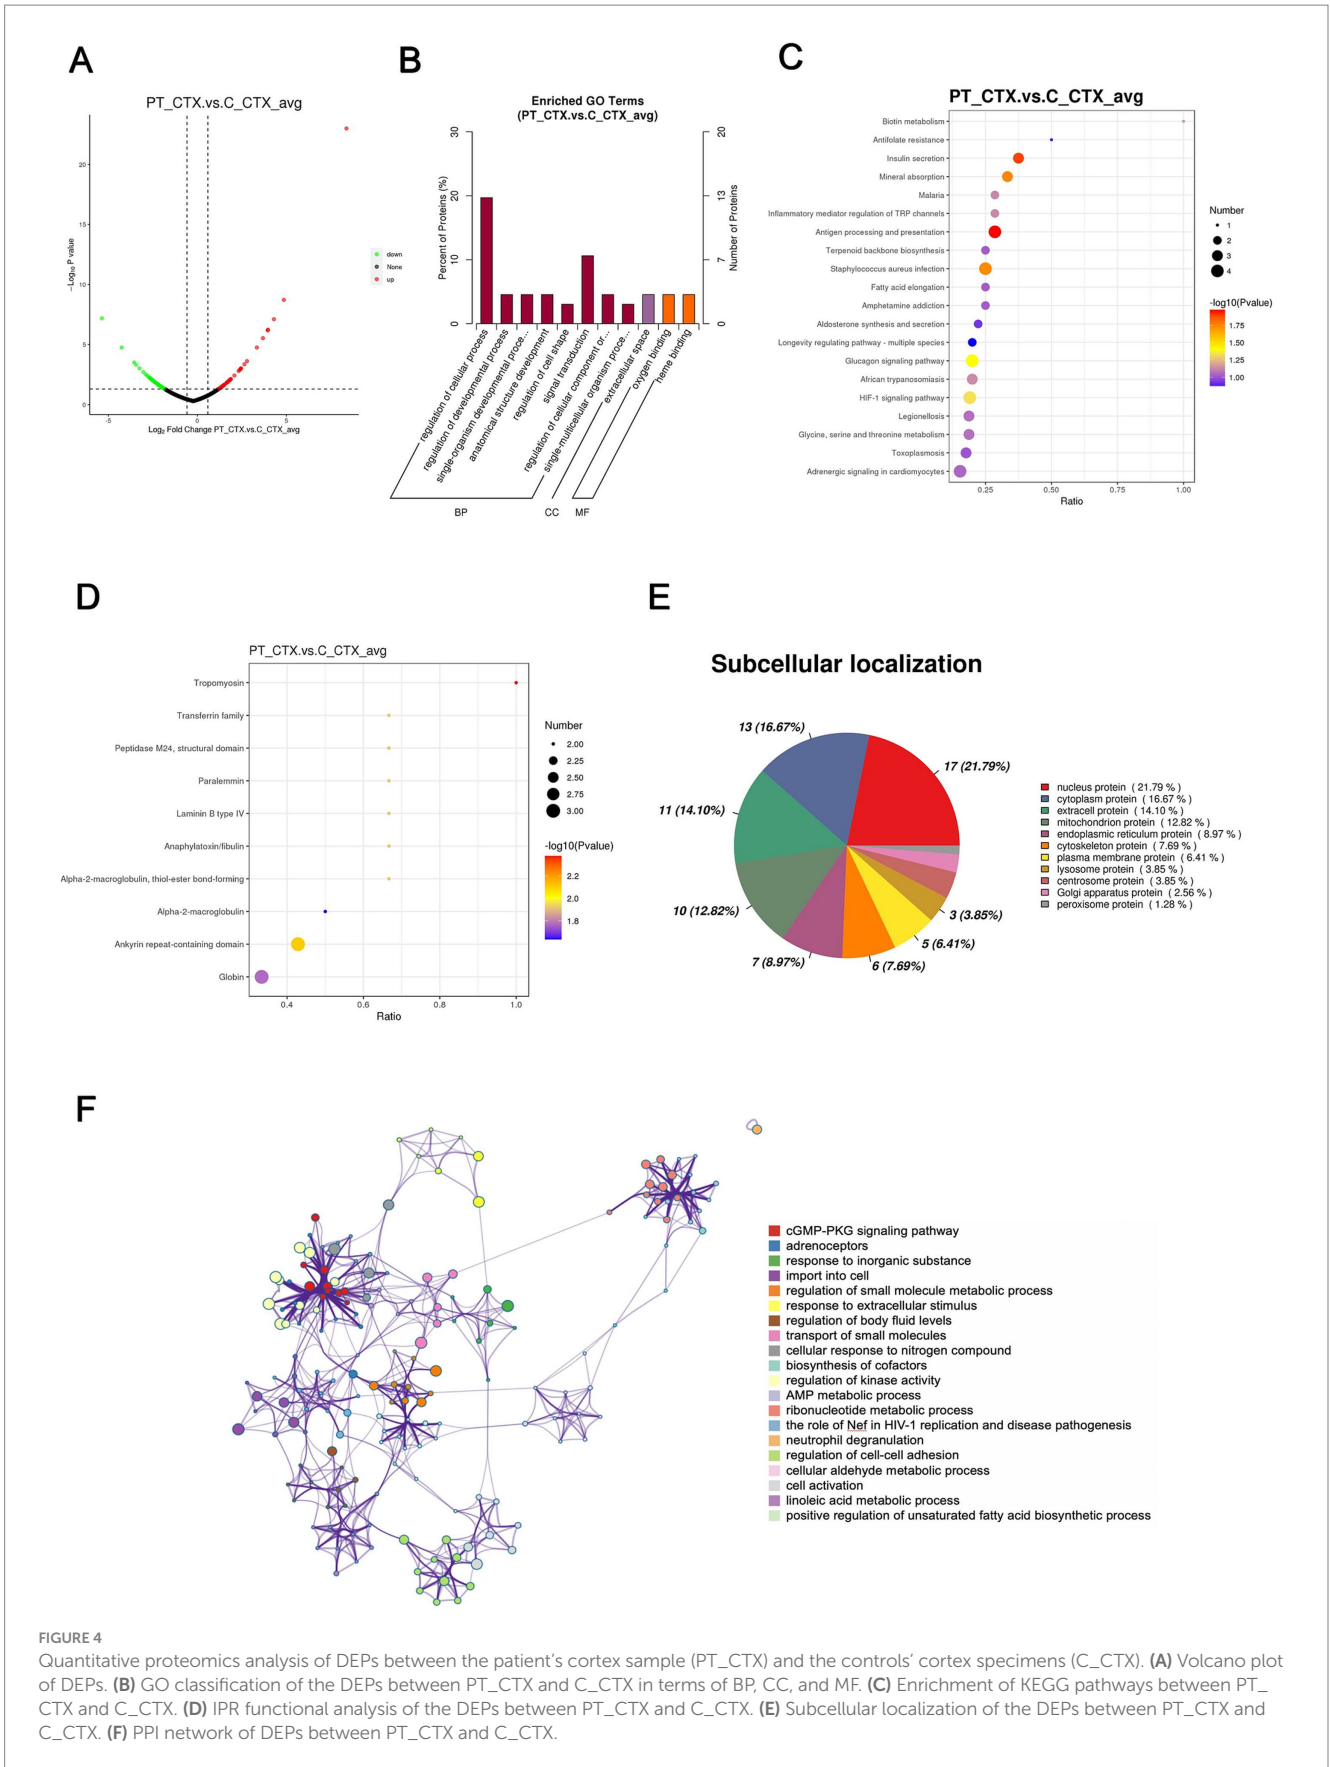 A
PT_CTX.vs.C_CTX_avg
20
15
10
5
0
-5
0
5
−Log₁₀ P value
Log₂ Fold Change PT_CTX.vs.C_CTX_avg
down
None
up
B
Enriched GO Terms
(PT_CTX.vs.C_CTX_avg)
30
20
10
0
20
13
7
0
Percent of Proteins (%)
Number of Proteins
regulation of cellular process
regulation of developmental process
single-organism developmental proce...
anatomical structure development
regulation of cell shape
signal transduction
regulation of cellular component or...
single-multicellular organism proce...
extracellular space
oxygen binding
heme binding
BP
CC
MF
C
PT_CTX.vs.C_CTX_avg
Biotin metabolism
Antifolate resistance
Insulin secretion
Mineral absorption
Malaria
Inflammatory mediator regulation of TRP channels
Antigen processing and presentation
Terpenoid backbone biosynthesis
Staphylococcus aureus infection
Fatty acid elongation
Amphetamine addiction
Aldosterone synthesis and secretion
Longevity regulating pathway - multiple species
Glucagon signaling pathway
African trypanosomiasis
HIF-1 signaling pathway
Legionellosis
Glycine, serine and threonine metabolism
Toxoplasmosis
Adrenergic signaling in cardiomyocytes
0.25
0.50
0.75
1.00
Ratio
Number
1
2
3
4
-log10(Pvalue)
1.75
1.50
1.25
1.00
D
PT_CTX.vs.C_CTX_avg
Tropomyosin
Transferrin family
Peptidase M24, structural domain
Paralemmin
Laminin B type IV
Anaphylatoxin/fibulin
Alpha-2-macroglobulin, thiol-ester bond-forming
Alpha-2-macroglobulin
Ankyrin repeat-containing domain
Globin
0.4
0.6
0.8
1.0
Ratio
Number
2.00
2.25
2.50
2.75
3.00
-log10(Pvalue)
2.2
2.0
1.8
E
Subcellular localization
13 (16.67%)
17 (21.79%)
11 (14.10%)
10 (12.82%)
7 (8.97%)
6 (7.69%)
5 (6.41%)
3 (3.85%)
nucleus protein ( 21.79 % )
cytoplasm protein ( 16.67 % )
extracell protein ( 14.10 % )
mitochondrion protein ( 12.82 % )
endoplasmic reticulum protein ( 8.97 % )
cytoskeleton protein ( 7.69 % )
plasma membrane protein ( 6.41 % )
lysosome protein ( 3.85 % )
centrosome protein ( 3.85 % )
Golgi apparatus protein ( 2.56 % )
peroxisome protein ( 1.28 % )
F
cGMP-PKG signaling pathway
adrenoceptors
response to inorganic substance
import into cell
regulation of small molecule metabolic process
response to extracellular stimulus
regulation of body fluid levels
transport of small molecules
cellular response to nitrogen compound
biosynthesis of cofactors
regulation of kinase activity
AMP metabolic process
ribonucleotide metabolic process
the role of Nef in HIV-1 replication and disease pathogenesis
neutrophil degranulation
regulation of cell-cell adhesion
cellular aldehyde metabolic process
cell activation
linoleic acid metabolic process
positive regulation of unsaturated fatty acid biosynthetic process
FIGURE 4
Quantitative proteomics analysis of DEPs between the patient's cortex sample (PT_CTX) and the controls' cortex specimens (C_CTX). (A) Volcano plot
of DEPs. (B) GO classification of the DEPs between PT_CTX and C_CTX in terms of BP, CC, and MF. (C) Enrichment of KEGG pathways between PT_
CTX and C_CTX. (D) IPR functional analysis of the DEPs between PT_CTX and C_CTX. (E) Subcellular localization of the DEPs between PT_CTX and
C_CTX. (F) PPI network of DEPs between PT_CTX and C_CTX.